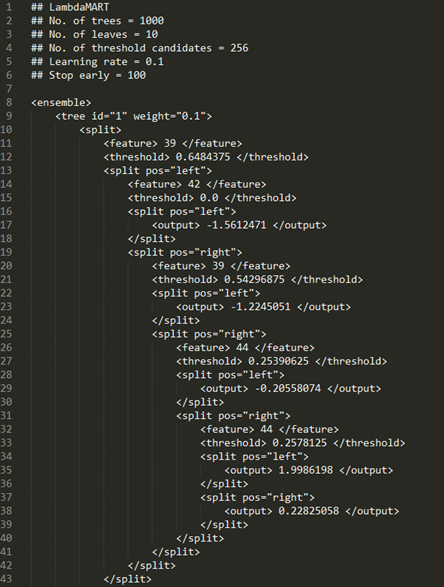 1 ## LambdaMART
2 ## No. of trees = 1000
3 ## No. of leaves = 10
4 ## No. of threshold candidates = 256
5 ## Learning rate = 0.1
6 ## Stop early = 100
7
8 <ensemble>
9 <tree id="1" weight="0.1">
10 <split>
11 <feature> 39 </feature>
12 <threshold> 0.6484375 </threshold>
13 <split pos="left">
14 <feature> 42 </feature>
15 <threshold> 0.0 </threshold>
16 <split pos="left">
17 <output> -1.5612471 </output>
18 </split>
19 <split pos="right">
20 <feature> 39 </feature>
21 <threshold> 0.54296875 </threshold>
22 <split pos="left">
23 <output> -1.2245051 </output>
24 </split>
25 <split pos="right">
26 <feature> 44 </feature>
27 <threshold> 0.25390625 </threshold>
28 <split pos="left">
29 <output> -0.20558074 </output>
30 </split>
31 <split pos="right">
32 <feature> 44 </feature>
33 <threshold> 0.2578125 </threshold>
34 <split pos="left">
35 <output> 1.9986198 </output>
36 </split>
37 <split pos="right">
38 <output> 0.22825058 </output>
39 </split>
40 </split>
41 </split>
42 </split>
43 </split>